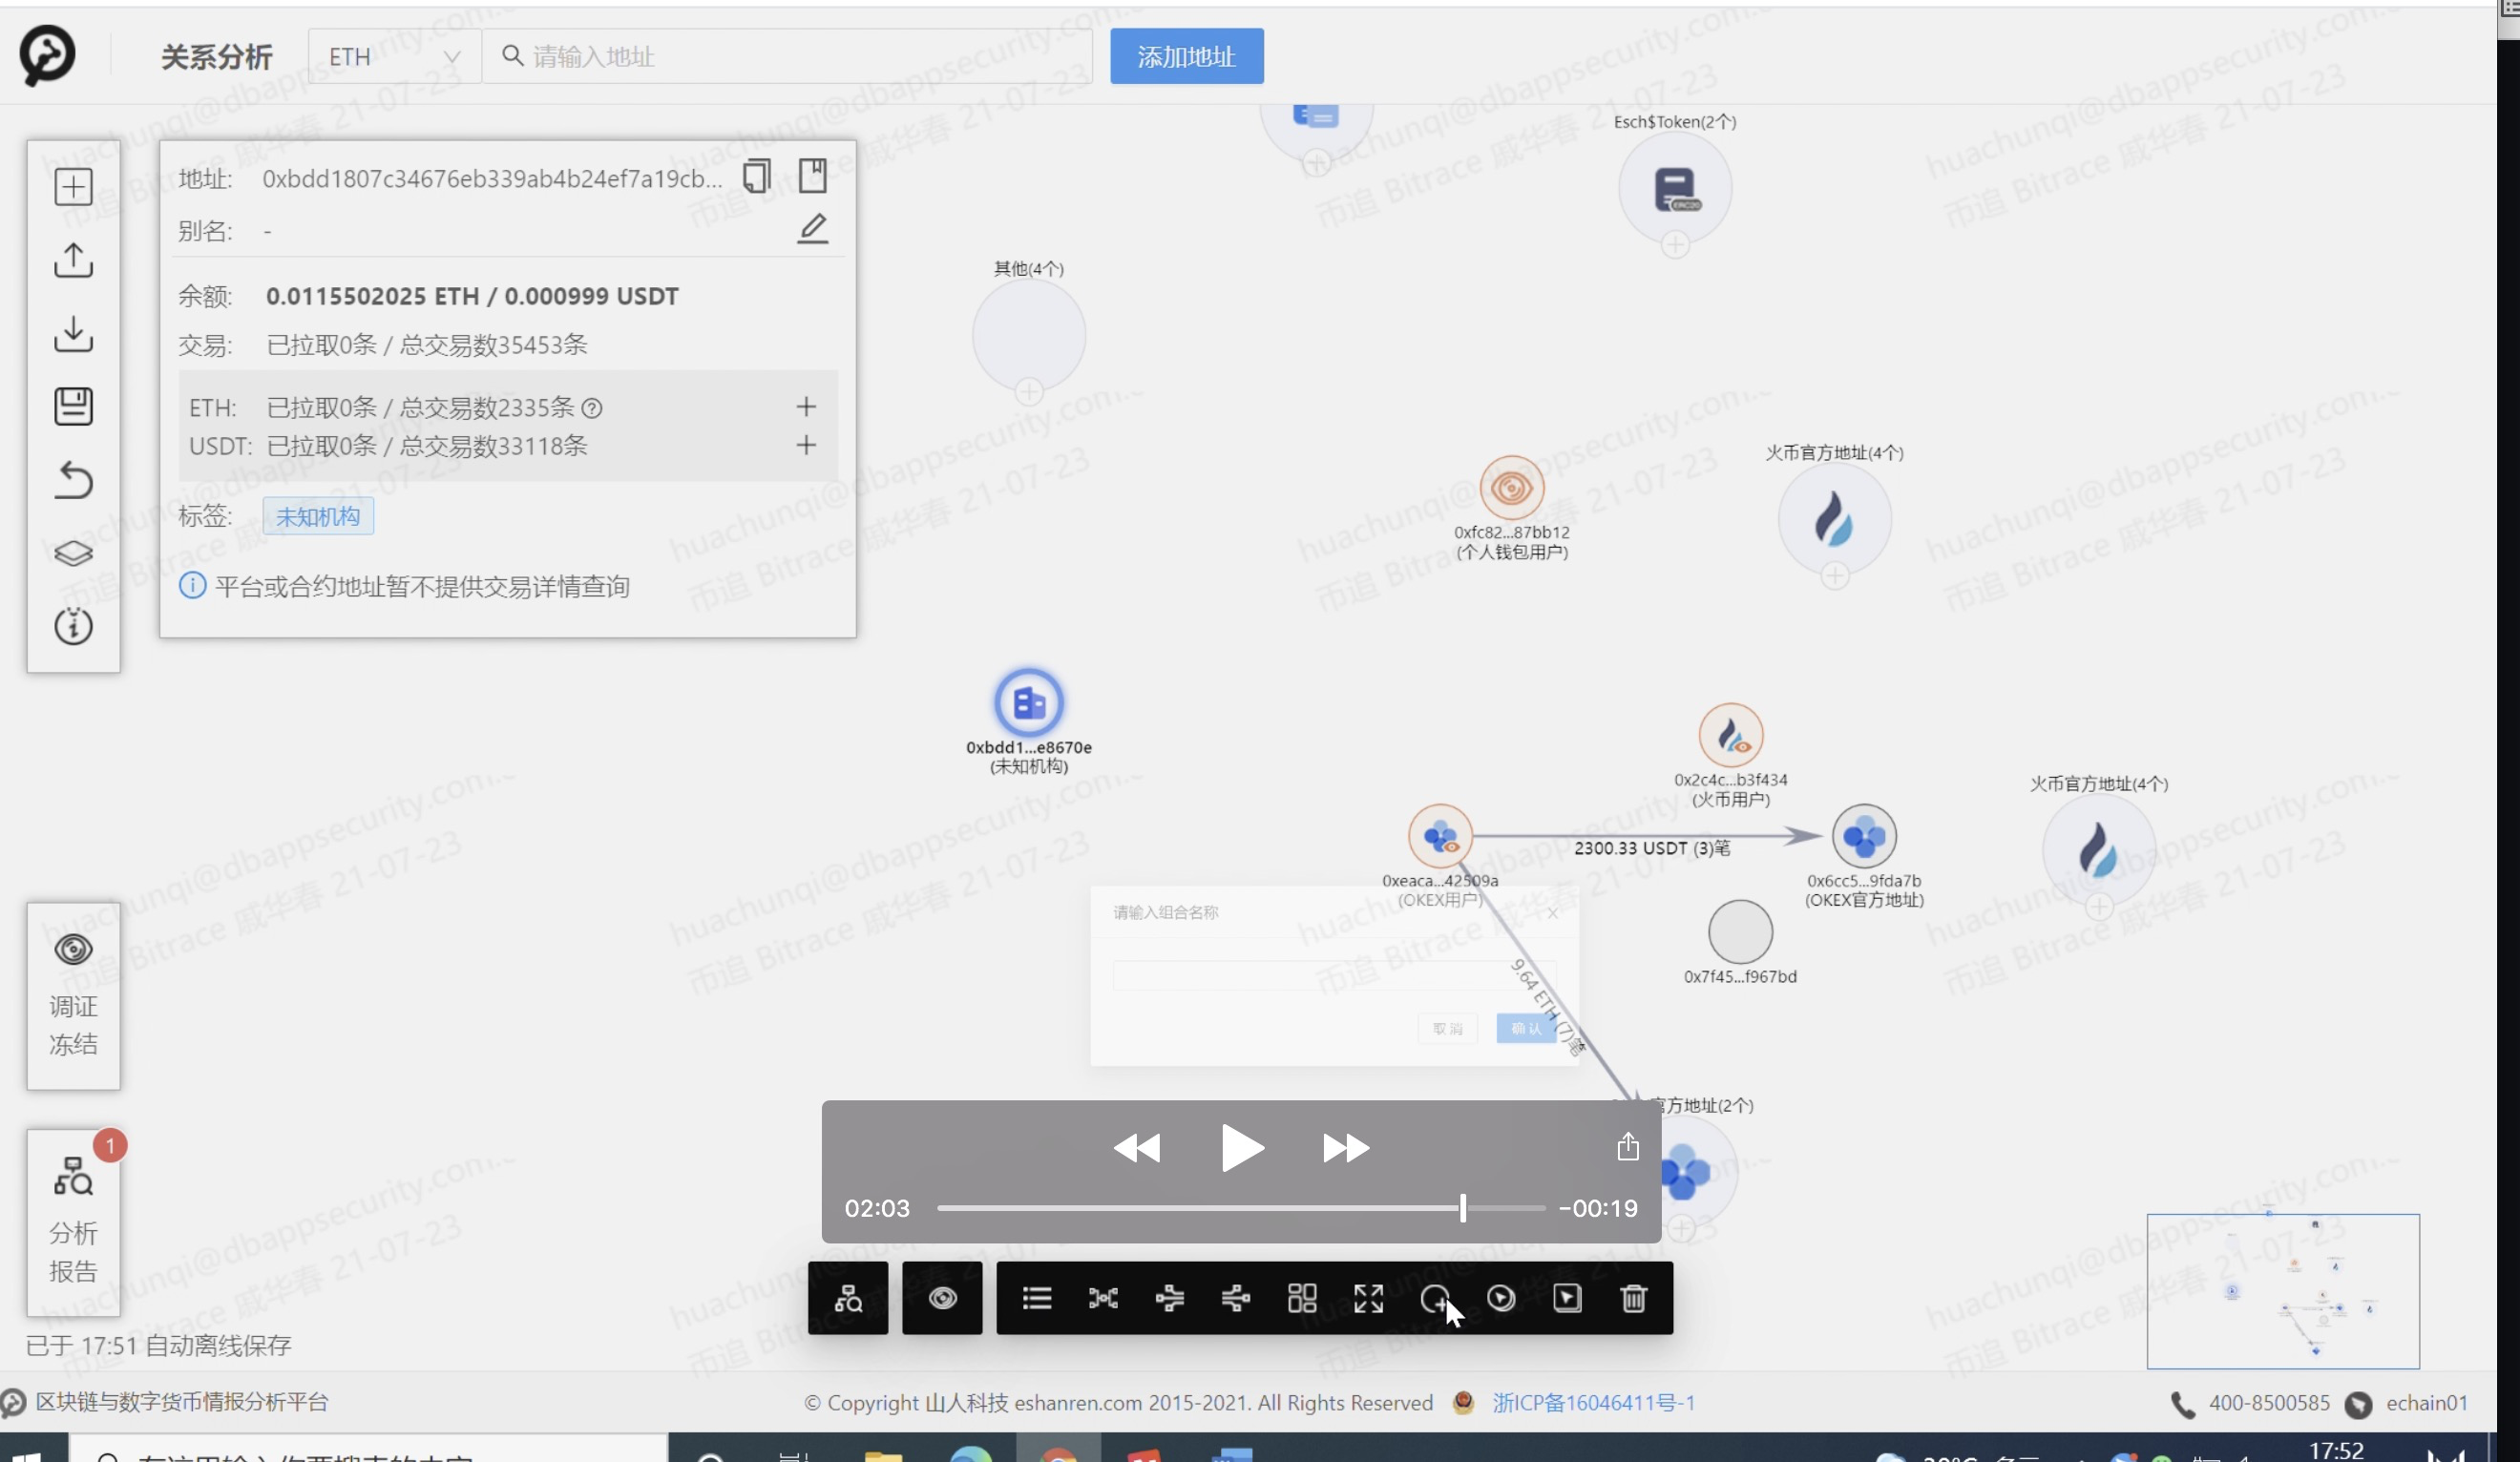 关系分析
ETH
请输入地址
添加地址
地址: 0xbdd1807c34676eb339ab4b24ef7a19cb...
别名: -
余额: 0.0115502025 ETH / 0.000999 USDT
交易: 已拉取0条 / 总交易数35453条
ETH: 已拉取0条 / 总交易数2335条
USDT: 已拉取0条 / 总交易数33118条
标签: 未知机构
平台或合约地址暂不提供交易详情查询
Esch$Token(2个)
其他(4个)
火币官方地址(4个)
0xfc82...87bb12
(个人钱包用户)
0xbdd1...e8670e
(未知机构)
0x2c4c...b3f434
(火币用户)
火币官方地址(4个)
2300.33 USDT (3)笔
0xeaca...42509a
(OKEX用户)
0x6cc5...9fda7b
(OKEX官方地址)
0x7f45...f967bd
请输入组合名称
9.64 ETH (7)笔
取消
确认
官方地址(2个)
调证
冻结
1
分析
报告
02:03
-00:19
已于 17:51 自动离线保存
区块链与数字货币情报分析平台
© Copyright 山人科技 eshanren.com 2015-2021. All Rights Reserved
浙ICP备16046411号-1
400-8500585
echain01
17:52
huachunqi@dbappsecurity.com.c
币追 Bitrace 戚华春 21-07-23